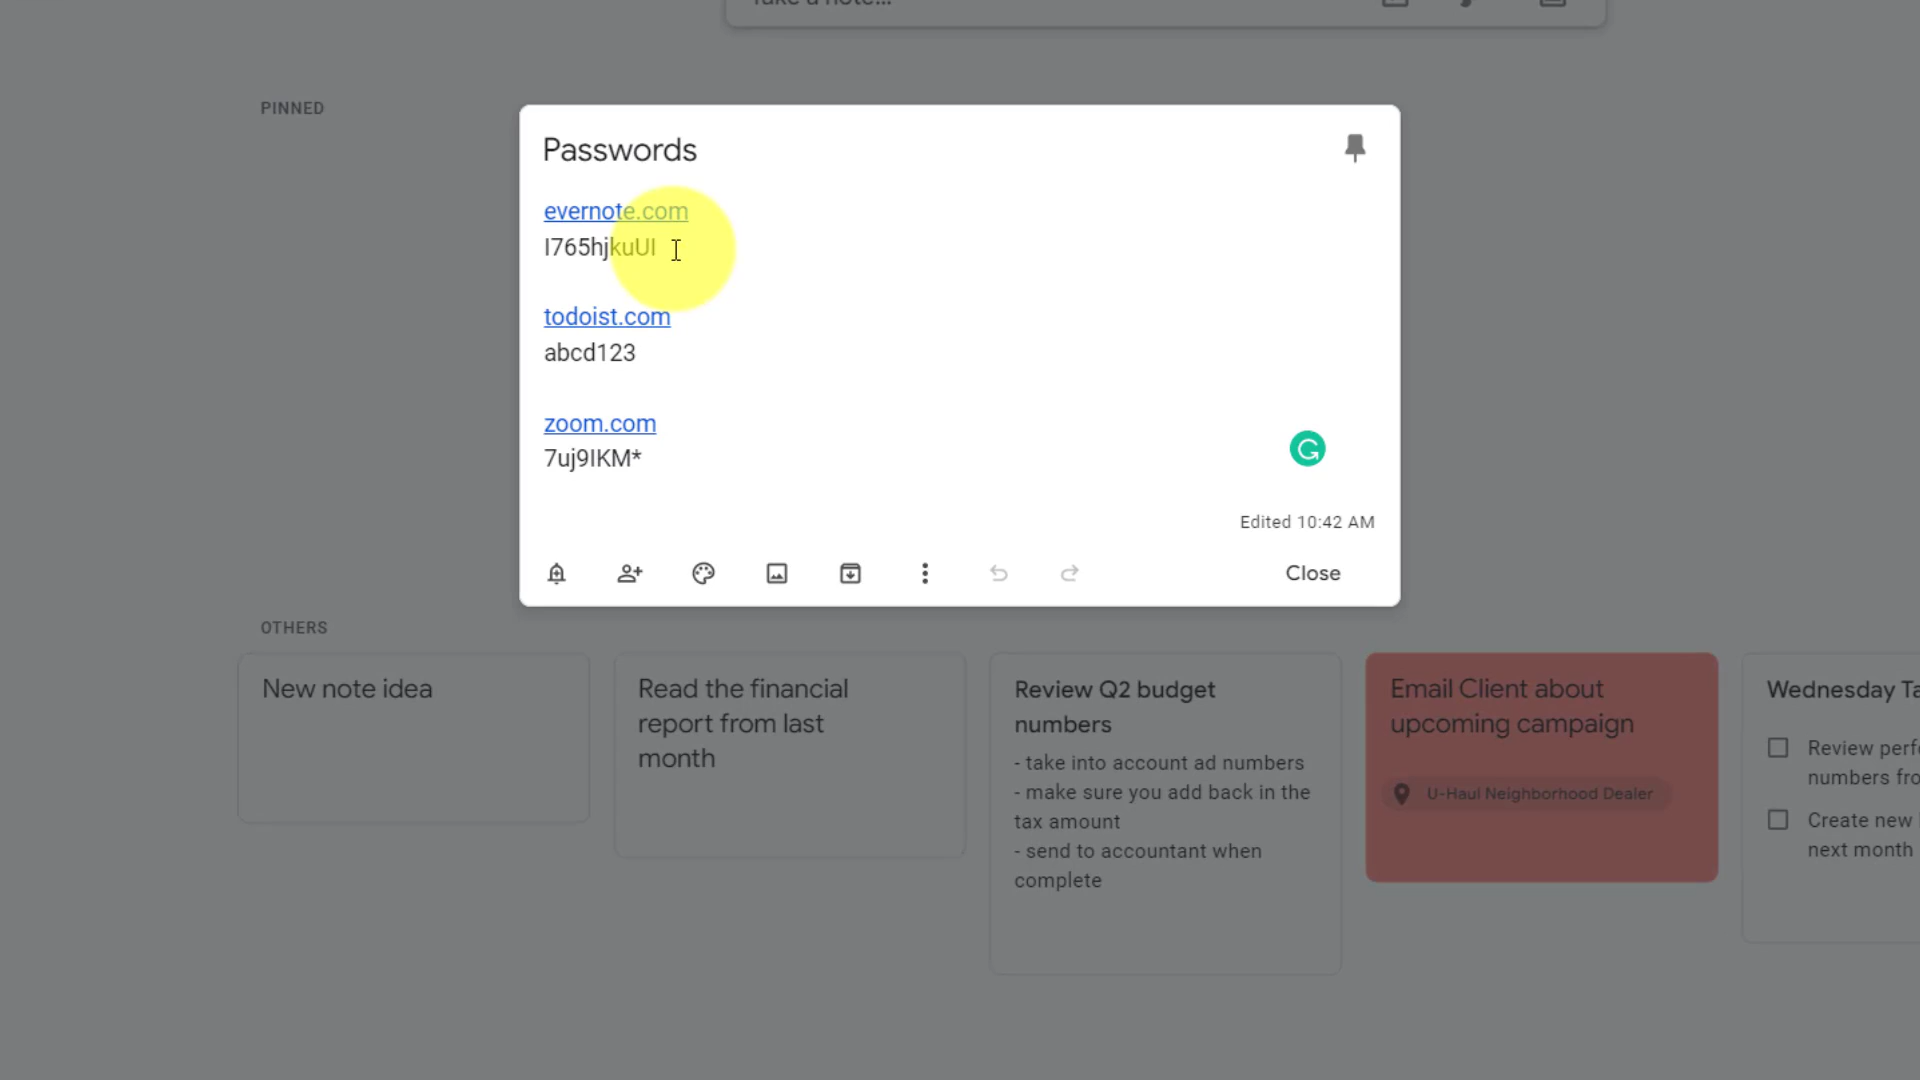 PINNED
Passwords
evernote.com
I765hjkuUI
todoist.com
abcd123
zoom.com
7uj9IKM*
Edited 10:42 AM
Close
OTHERS
New note idea
Read the financial
report from last
month
Review Q2 budget
numbers
- take into account ad numbers
- make sure you add back in the
tax amount
- send to accountant when
complete
Email Client about
upcoming campaign
U-Haul Neighborhood Dealer
Wednesday
Review
numbers
Create new
next month